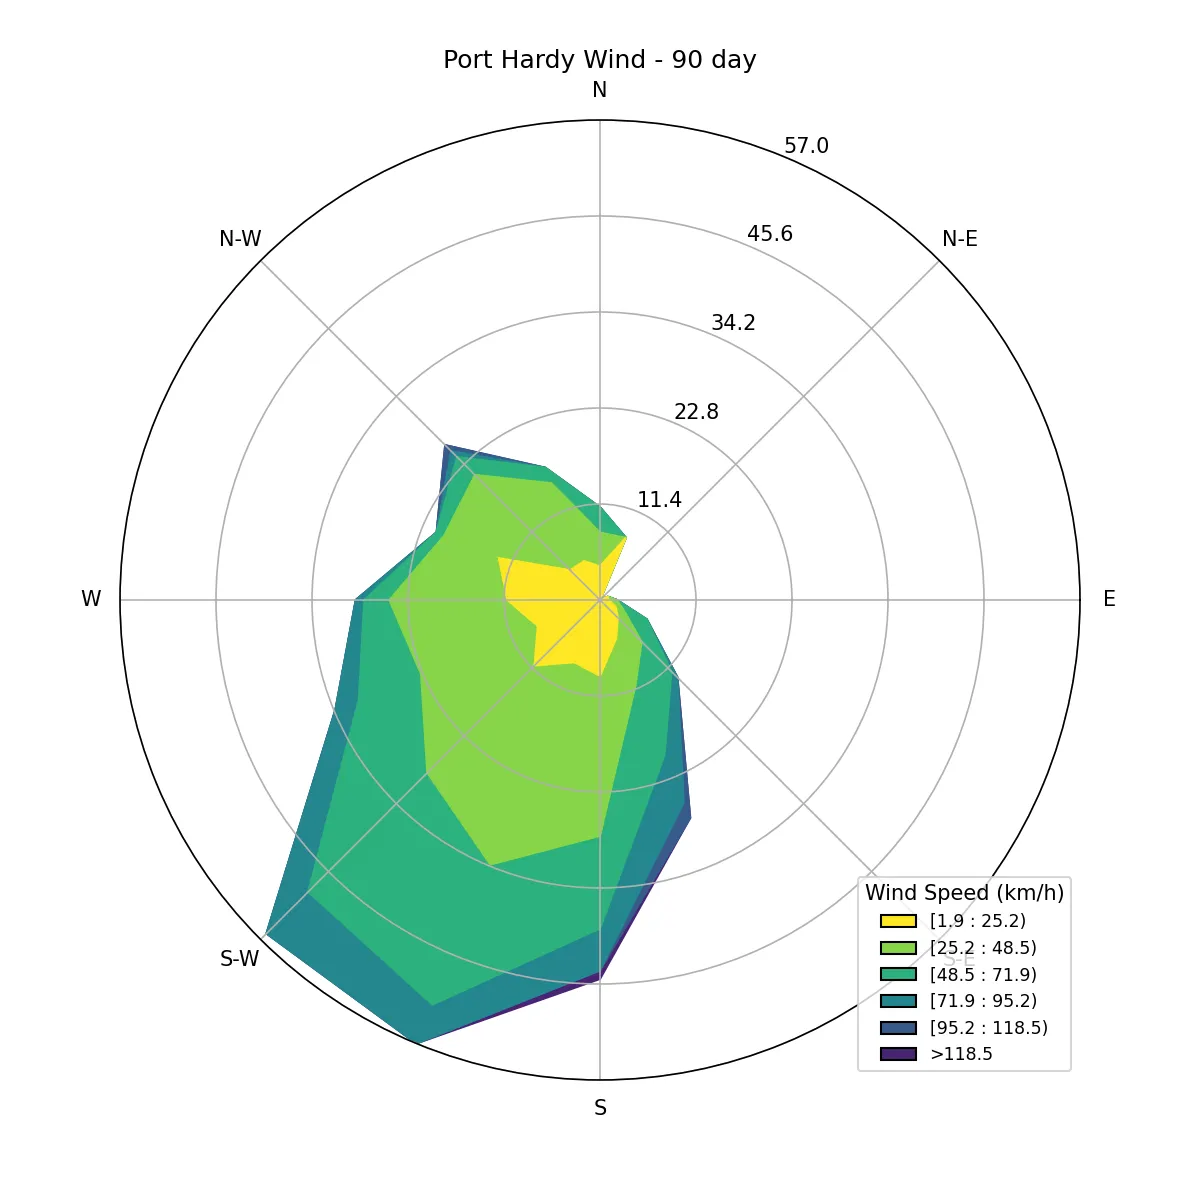 Port Hardy Wind - 90 day
N
57.0
N-W
N-E
45.6
34.2
22.8
11.4
W
E
S-W
S-E
Wind Speed (km/h)
[1.9 : 25.2)
[25.2 : 48.5)
[48.5 : 71.9)
[71.9 : 95.2)
[95.2 : 118.5)
>118.5
S